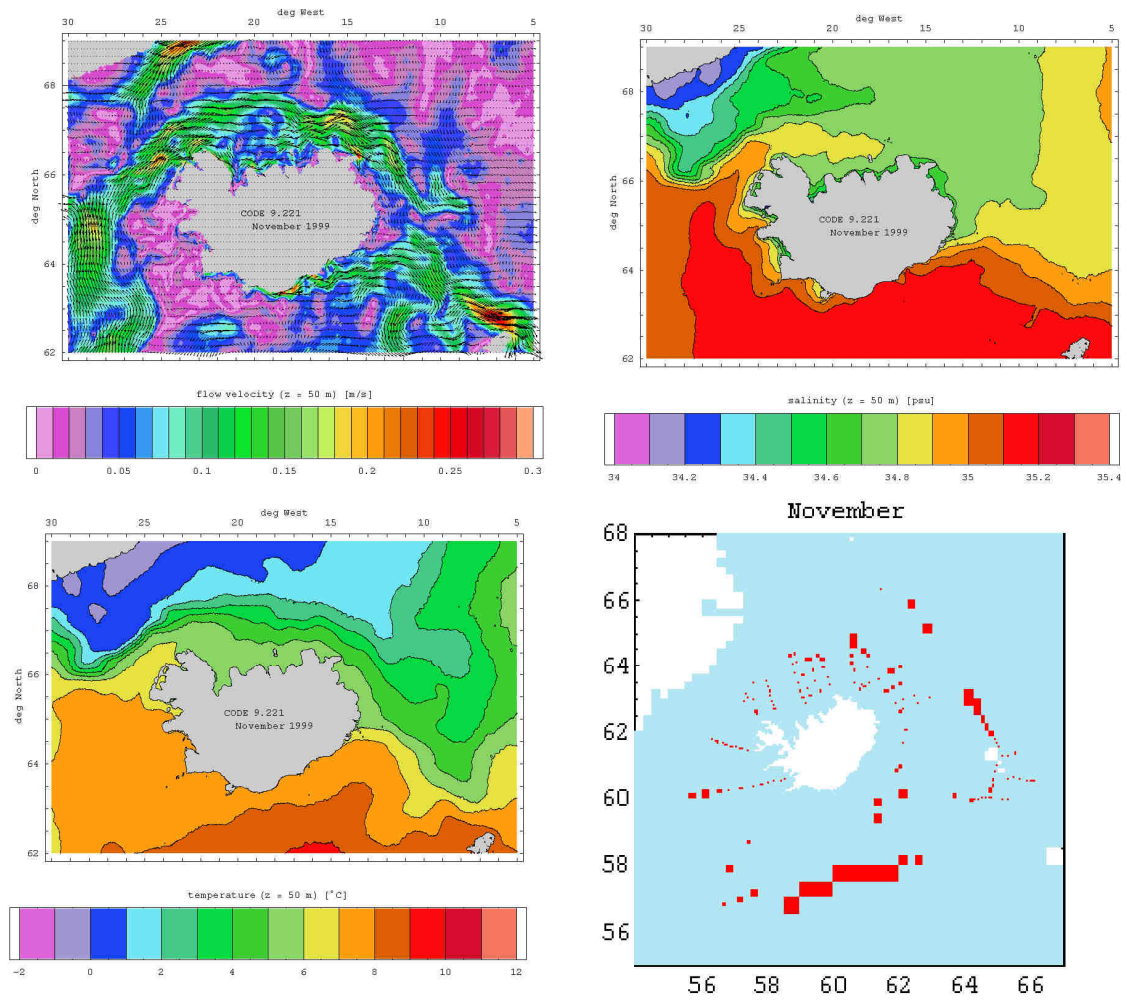 deg West
30 25 20 15 10 5
deg North
68
66
64
62
CODE 9.221
November 1999
flow velocity (z = 50 m) [m/s]
0 0.05 0.1 0.15 0.2 0.25 0.3
deg West
30 25 20 15 10 5
deg North
68
66
64
62
CODE 9.221
November 1999
salinity (z = 50 m) [psu]
34 34.2 34.4 34.6 34.8 35 35.2 35.4
deg West
30 25 20 15 10 5
deg North
68
66
64
62
CODE 9.221
November 1999
temperature (z = 50 m) [°C]
-2 0 2 4 6 8 10 12
November
68
66
64
62
60
58
56
56 58 60 62 64 66